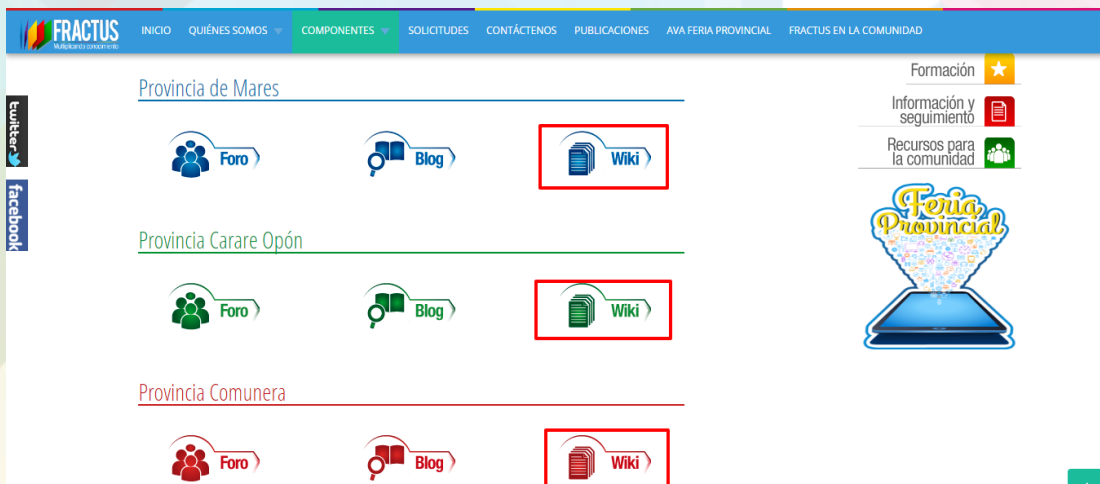 FRACTUS
Multiplicando conocimiento
INICIO QUIÉNES SOMOS COMPONENTES SOLICITUDES CONTÁCTENOS PUBLICACIONES AVA FERIA PROVINCIAL FRACTUS EN LA COMUNIDAD
twitter
facebook
Provincia de Mares
Foro Blog Wiki
Provincia Carare Opón
Foro Blog Wiki
Provincia Comunera
Foro Blog Wiki
Formación
Información y
seguimiento
Recursos para
la comunidad
Feria
Provincial